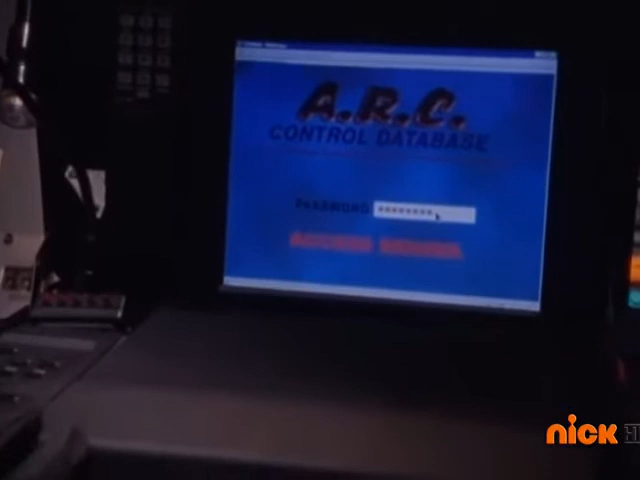 A.R.C.
CONTROL DATABASE
PASSWORD ********
ACCESS DENIED
nick